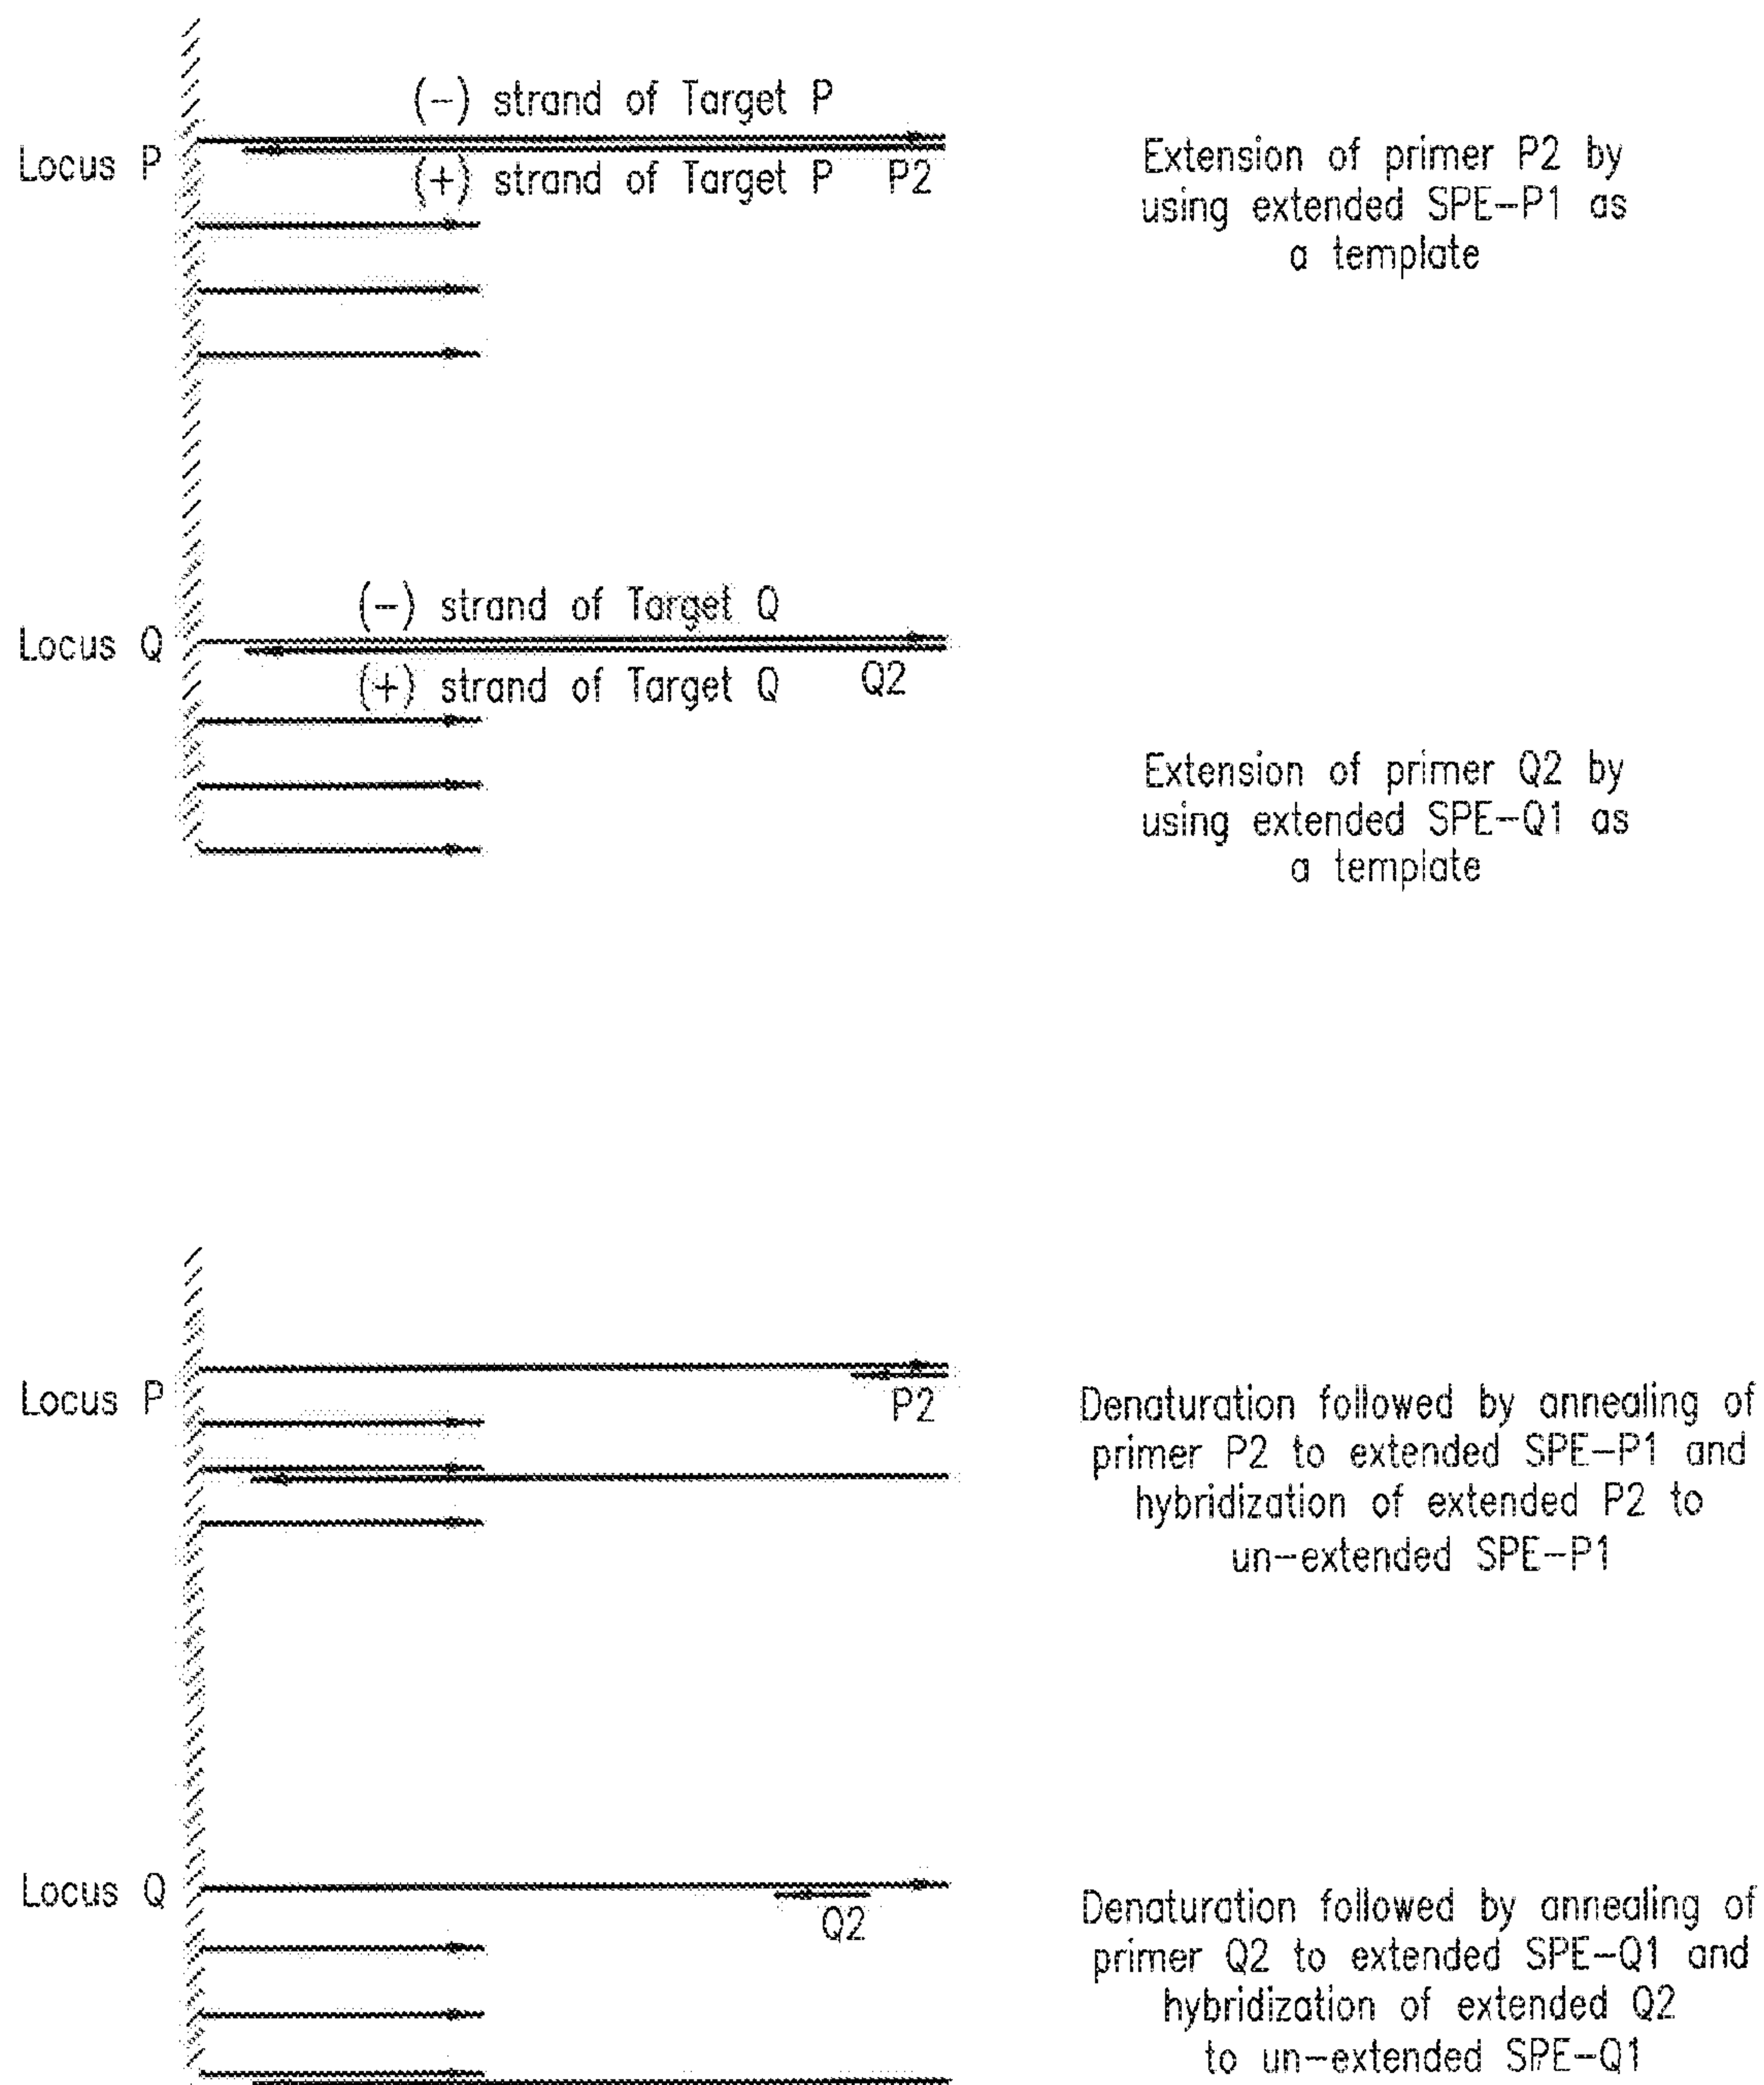 (-) strand of Target P
Locus P
(+) strand of Target P P2
Extension of primer P2 by
using extended SPE-P1 as
a template
(-) strand of Target Q
Locus Q
(+) strand of Target Q Q2
Extension of primer Q2 by
using extended SPE-Q1 as
a template
Locus P
P2
Denaturation followed by annealing of
primer P2 to extended SPE-P1 and
hybridization of extended P2 to
un-extended SPE-P1
Locus Q
Q2
Denaturation followed by annealing of
primer Q2 to extended SPE-Q1 and
hybridization of extended Q2
to un-extended SPE-Q1